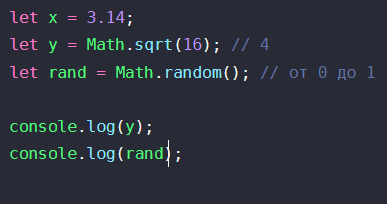 let x = 3.14;
let y = Math.sqrt(16); // 4
let rand = Math.random(); // от 0 до 1
console.log(y);
console.log(rand);